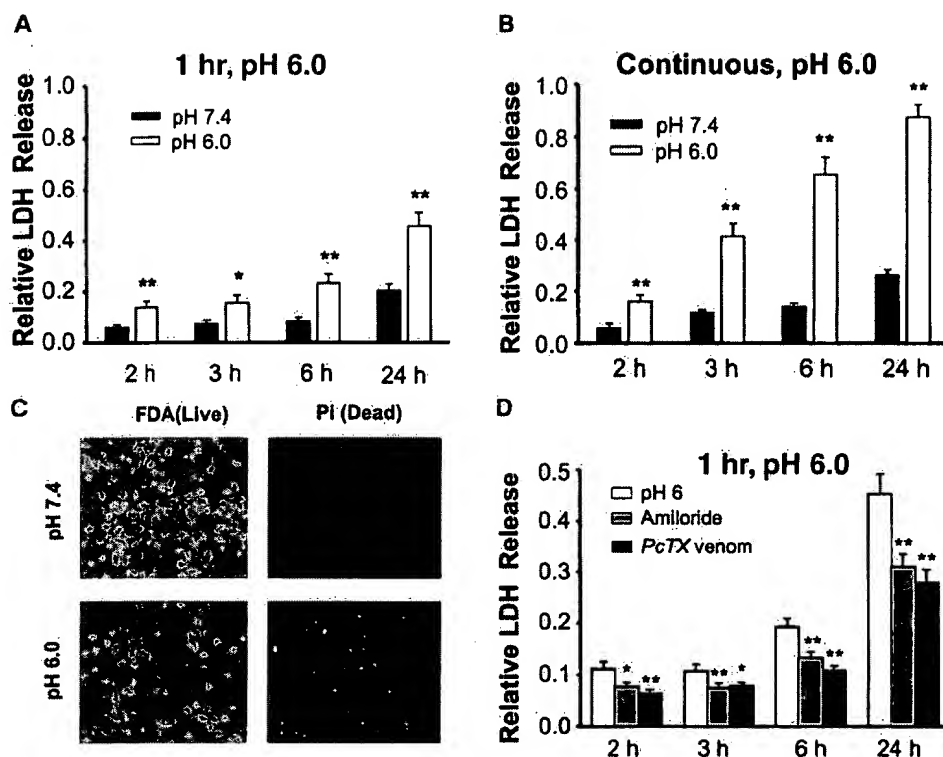 A
1 hr, pH 6.0
Relative LDH Release
1.0
0.8
0.6
0.4
0.2
0.0
pH 7.4
pH 6.0
**
*
**
**
2 h
3 h
6 h
24 h
B
Continuous, pH 6.0
Relative LDH Release
1.0
0.8
0.6
0.4
0.2
0.0
pH 7.4
pH 6.0
**
**
**
**
2 h
3 h
6 h
24 h
C
FDA(Live)
PI (Dead)
pH 7.4
pH 6.0
D
1 hr, pH 6.0
Relative LDH Release
0.5
0.4
0.3
0.2
0.1
0.0
pH 6
Amiloride
PcTX venom
*
**
**
*
**
**
**
**
2 h
3 h
6 h
24 h